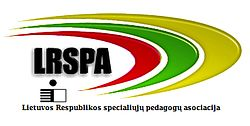 LRSPA
Lietuvos Respublikos specialiųjų pedagogų asociacija